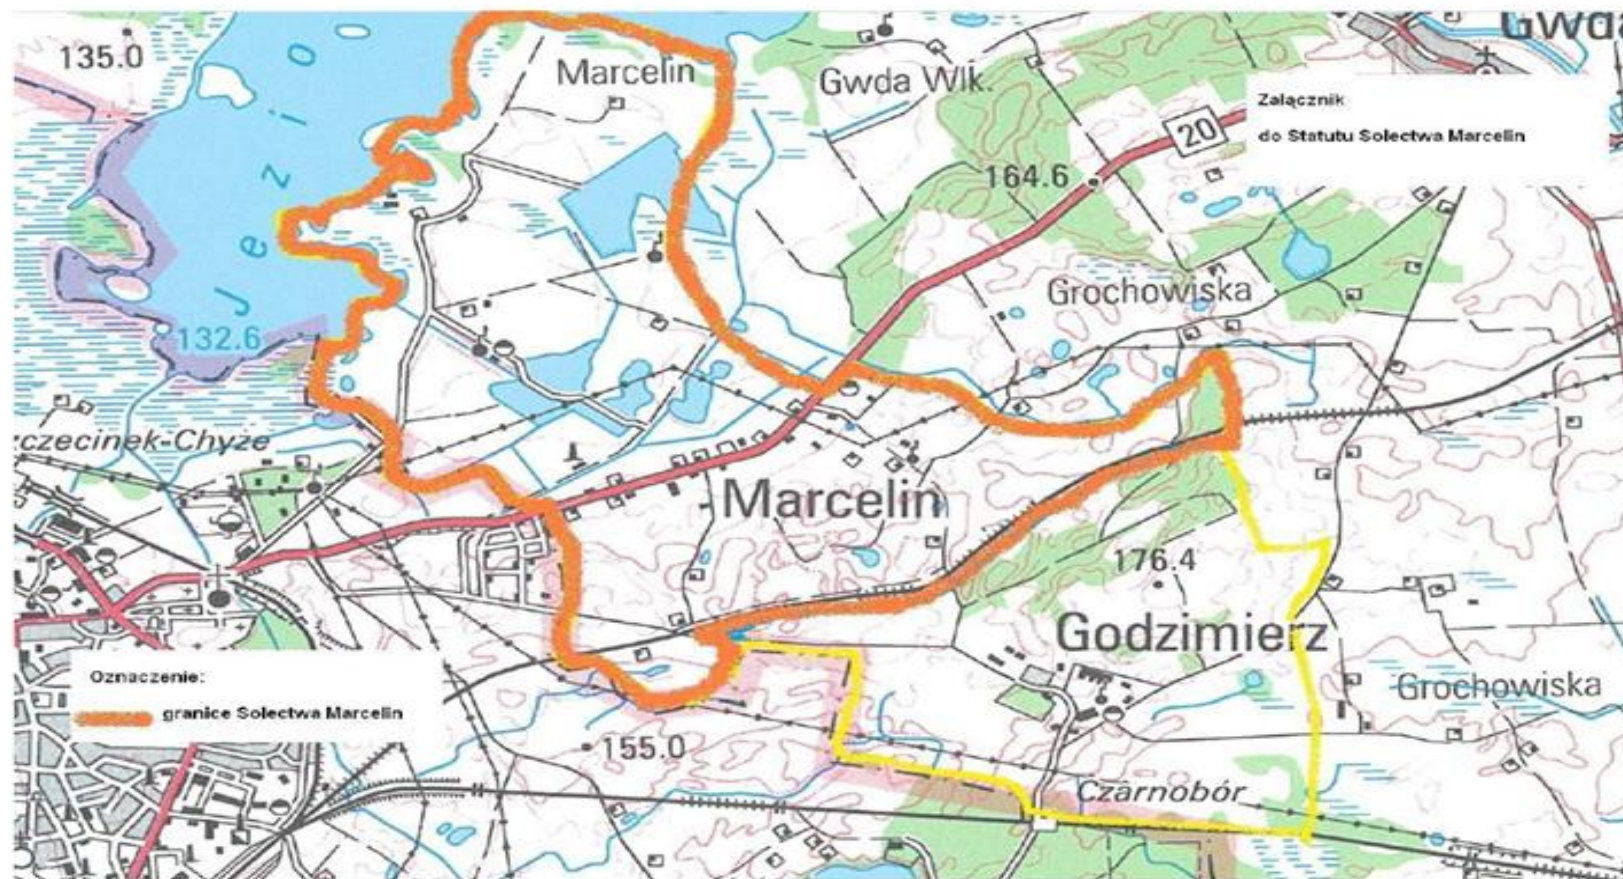 Gwda
135.0
Marcelin
Gwda Wlk.
Załącznik
do Statutu Sołectwa Marcelin
20
164.6
Jezio
Grochowiska
132.6
zczecinek-Chyże
Marcelin
176.4
Godzimierz
Oznaczenie:
granice Sołectwa Marcelin
Grochowiska
155.0
Czarnobór